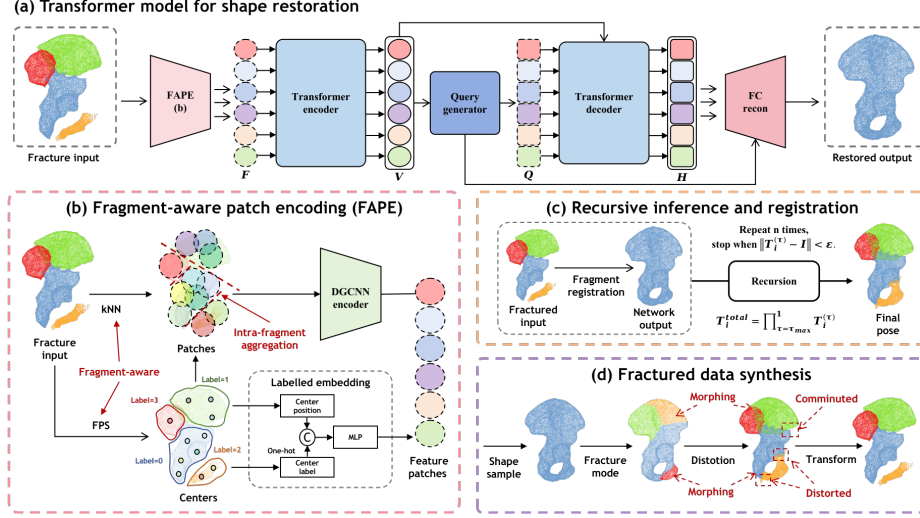 (a) Transformer model for shape restoration
Fracture input
FAPE
(b)
F
Transformer
encoder
V
Query
generator
Q
Transformer
decoder
H
FC
recon
Restored output
(b) Fragment-aware patch encoding (FAPE)
Fracture
input
kNN
Fragment-aware
FPS
Patches
Intra-fragment
aggregation
DGCNN
encoder
Label=1
Label=3
Label=0
Label=2
Centers
Labelled embedding
Center
position
C
One-hot
Center
label
MLP
Feature
patches
(c) Recursive inference and registration
Fractured
input
Fragment
registration
Network
output
Repeat n times,
stop when ‖T_i^(τ) − I‖ < ε.
Recursion
T_i^total = ∏_{τ=τ_max}^1 T_i^(τ)
Final
pose
(d) Fractured data synthesis
Shape
sample
Fracture
mode
Morphing
Distotion
Morphing
Comminuted
Transform
Distorted